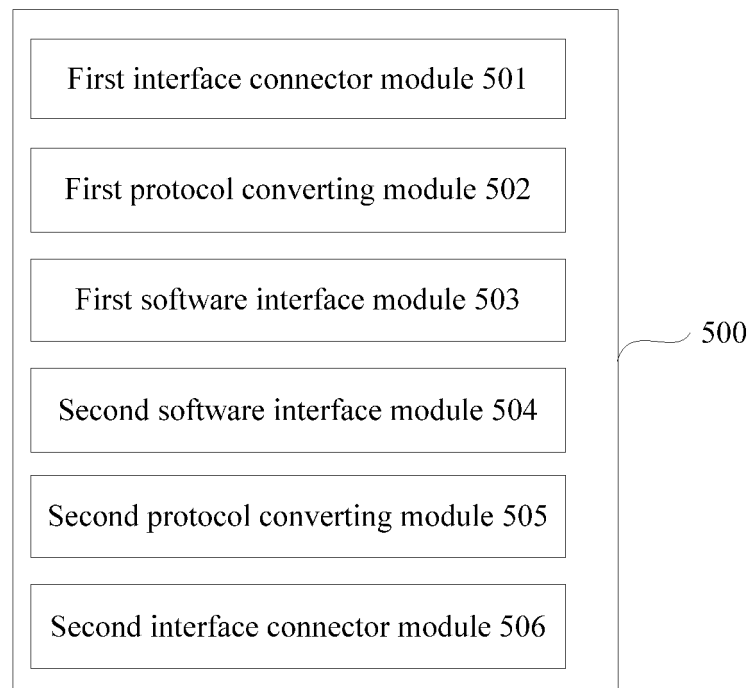 First interface connector module 501
First protocol converting module 502
First software interface module 503
500
Second software interface module 504
Second protocol converting module 505
Second interface connector module 506